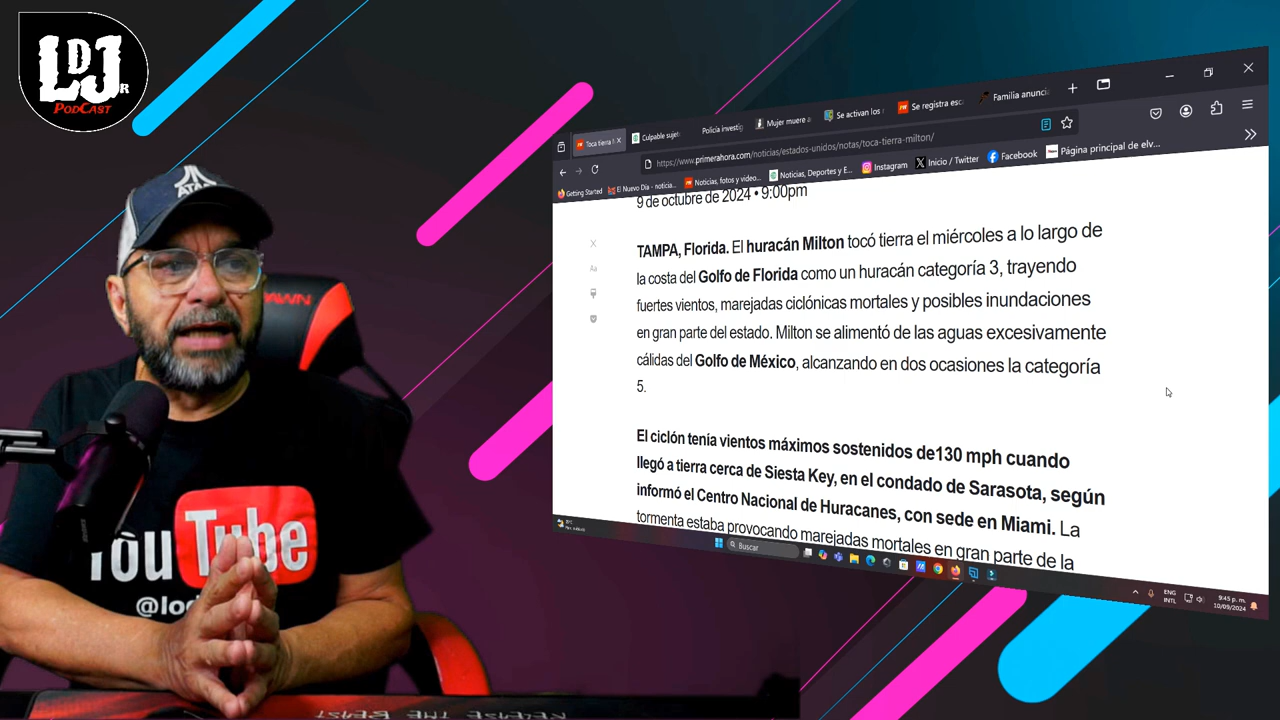 LDJR
PODCAST
ATARI
DAWN
YouTube
@lod
RELEASE THE BEAST
Toca tierra
Culpable sujet
Policía investig
Mujer muere a
Se activan los
Se registra esc
Familia anunci
https://www.primerahora.com/noticias/estados-unidos/notas/toca-tierra-milton/
Getting Started
El Nuevo Día - noticia...
Noticias, fotos y video...
Noticias, Deportes y E...
Instagram
Inicio / Twitter
Facebook
Página principal de elv...
9 de octubre de 2024 • 9:00pm
TAMPA, Florida. El huracán Milton tocó tierra el miércoles a lo largo de
la costa del Golfo de Florida como un huracán categoría 3, trayendo
fuertes vientos, marejadas ciclónicas mortales y posibles inundaciones
en gran parte del estado. Milton se alimentó de las aguas excesivamente
cálidas del Golfo de México, alcanzando en dos ocasiones la categoría
5.
El ciclón tenía vientos máximos sostenidos de130 mph cuando
llegó a tierra cerca de Siesta Key, en el condado de Sarasota, según
informó el Centro Nacional de Huracanes, con sede en Miami. La
tormenta estaba provocando marejadas mortales en gran parte de la
Buscar
ENG
INTL
9:45 p. m.
10/09/2024